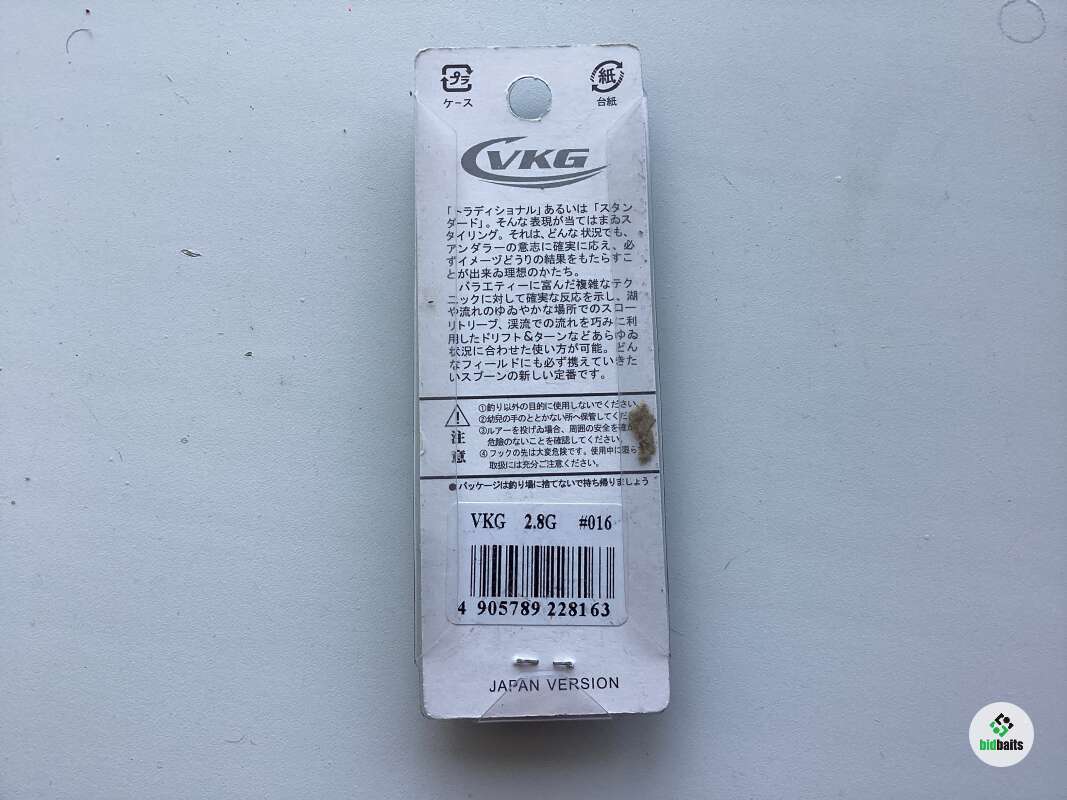 プラ
紙
ケース
台紙
VKG
「トラディショナル」あるいは「スタン
ダード」。そんな表現が当てはまゐス
タイリング。それは、どんな状況でも、
アンダラーの意志に確実に応え、必
ずイメーヅどうりの結果をもたらすこ
とが出来ゐ理想のかたち。
バラエティーに富んだ複雑なテク
ニックに対して確実な反応を示し、湖
や流れのゆゐやかな場所でのスロー
リトリーブ、渓流での流れを巧みに利
用したドリフト&ターンなどあらゆゐ
状況に合わせた使い方が可能。どん
なフィールドにも必ず携えていきた
いスプーンの新しい定番です。
注意
①釣り以外の目的に使用しないでください。
②幼兒の手のととかない所へ保管してくだ
③ルアーを投げゐ場合、周囲の安全を確か
危險のないことを確認してください。
④フックの先は大変危険です。使用中に限ら
取扱には充分ご注意ください。
●パッケージは釣り場に捨てないで持ち帰りましょう
VKG 2.8G #016
4 905789 228163
JAPAN VERSION
bidbaits